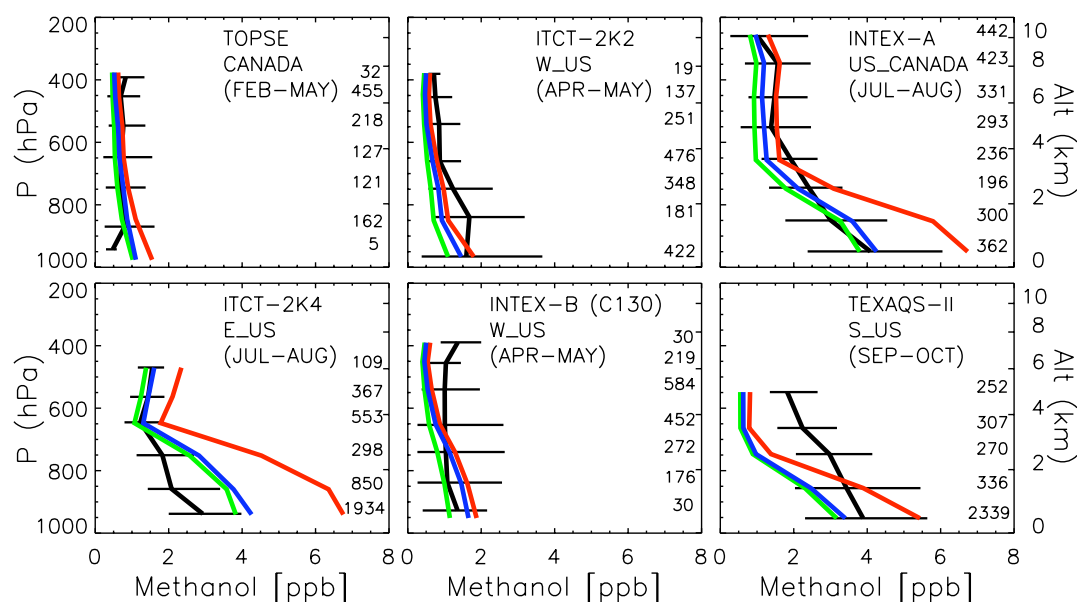 TOPSE
CANADA
(FEB-MAY)
32
455
218
127
121
162
5
ITCT-2K2
W_US
(APR-MAY)
19
137
251
476
348
181
422
INTEX-A
US_CANADA
(JUL-AUG)
442
423
331
293
236
196
300
362
200
400
600
800
1000
P (hPa)
10
8
6
4
2
0
Alt (km)
ITCT-2K4
E_US
(JUL-AUG)
109
367
553
298
850
1934
INTEX-B (C130)
W_US
(APR-MAY)
30
219
584
452
272
176
30
TEXAQS-II
S_US
(SEP-OCT)
252
307
270
336
2339
200
400
600
800
1000
P (hPa)
10
8
6
4
2
0
Alt (km)
0 2 4 6 8
0 2 4 6 8
0 2 4 6 8
Methanol [ppb]
Methanol [ppb]
Methanol [ppb]